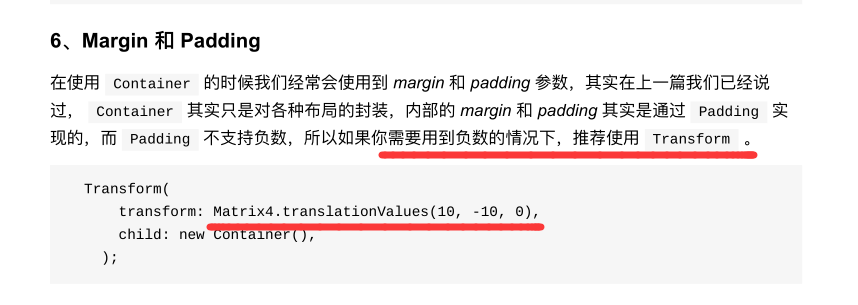 6、Margin 和 Padding
在使用 Container 的时候我们经常会使用到 margin 和 padding 参数，其实在上一篇我们已经说
过， Container 其实只是对各种布局的封装，内部的 margin 和 padding 其实是通过 Padding 实
现的，而 Padding 不支持负数，所以如果你需要用到负数的情况下，推荐使用 Transform 。
Transform(
transform: Matrix4.translationValues(10, -10, 0),
child: new Container(),
);